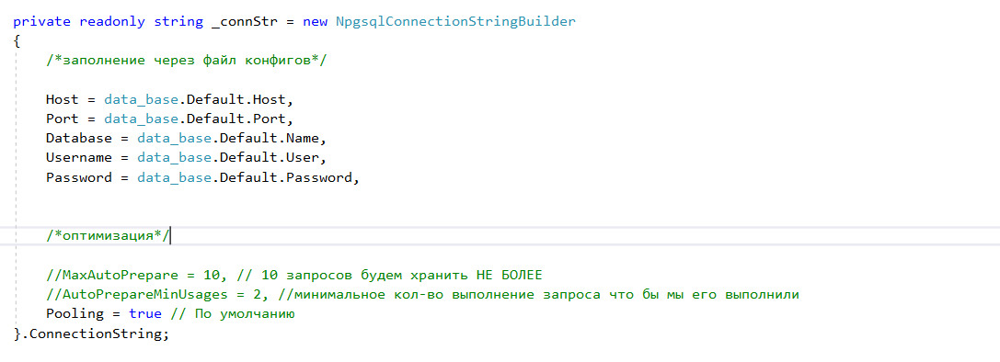 private readonly string _connStr = new NpgsqlConnectionStringBuilder
{
/*заполнение через файл конфигов*/
Host = data_base.Default.Host,
Port = data_base.Default.Port,
Database = data_base.Default.Name,
Username = data_base.Default.User,
Password = data_base.Default.Password,
/*оптимизация*/
//MaxAutoPrepare = 10, // 10 запросов будем хранить НЕ БОЛЕЕ
//AutoPrepareMinUsages = 2, //минимальное кол-во выполнение запроса что бы мы его выполнили
Pooling = true // По умолчанию
}.ConnectionString;